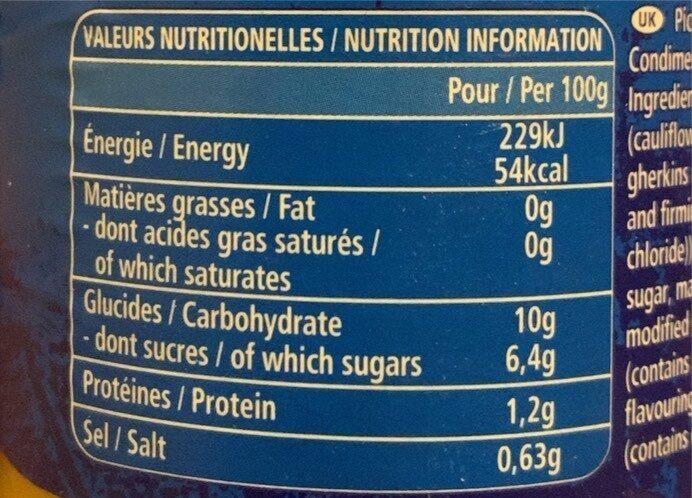 VALEURS NUTRITIONELLES / NUTRITION INFORMATION
Pour / Per 100g
Énergie / Energy 229kJ
54kcal
Matières grasses / Fat 0g
- dont acides gras saturés / 0g
of which saturates
Glucides / Carbohydrate 10g
- dont sucres / of which sugars 6,4g
Protéines / Protein 1,2g
Sel / Salt 0,63g
UK
Ingredien
(cauliflow
gherkins
and firmi
chloride)
sugar, ma
modified
(contains
flavouring
(contains